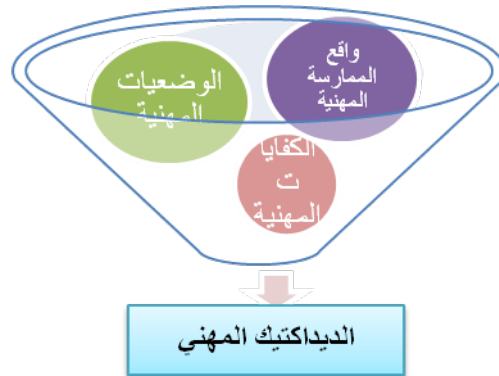 واقع
الممارسة
المهنية
الوضعيات
المهنية
الكفايا
ت
المهنية
الديداكتيك المهني